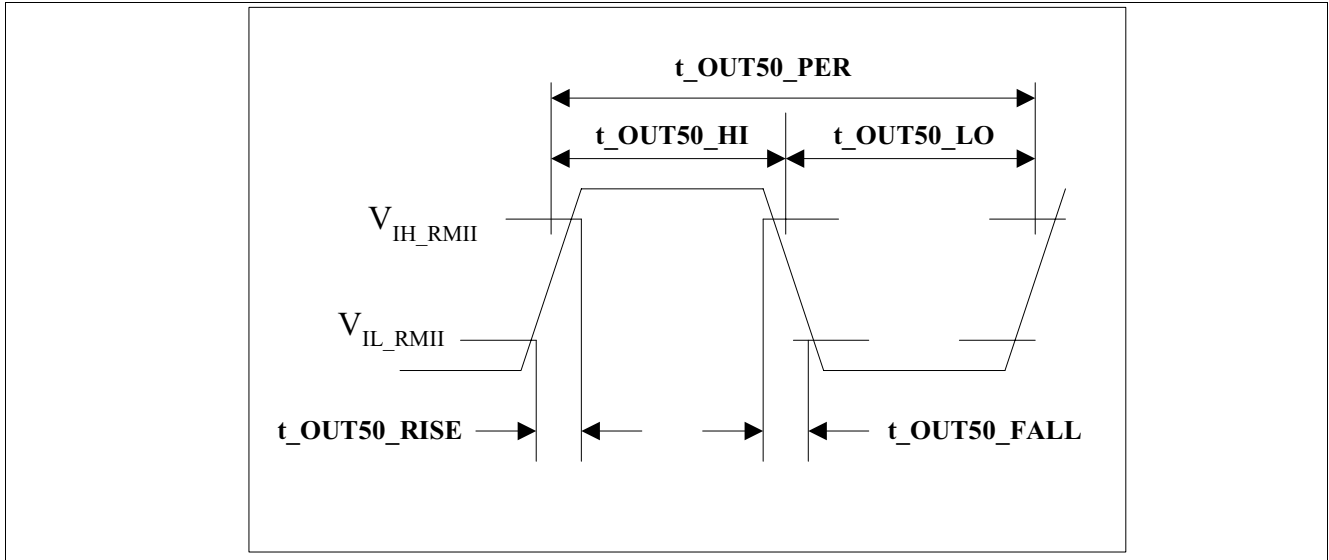 t_OUT50_PER
t_OUT50_HI t_OUT50_LO
V_IH_RMII
V_IL_RMII
t_OUT50_RISE t_OUT50_FALL